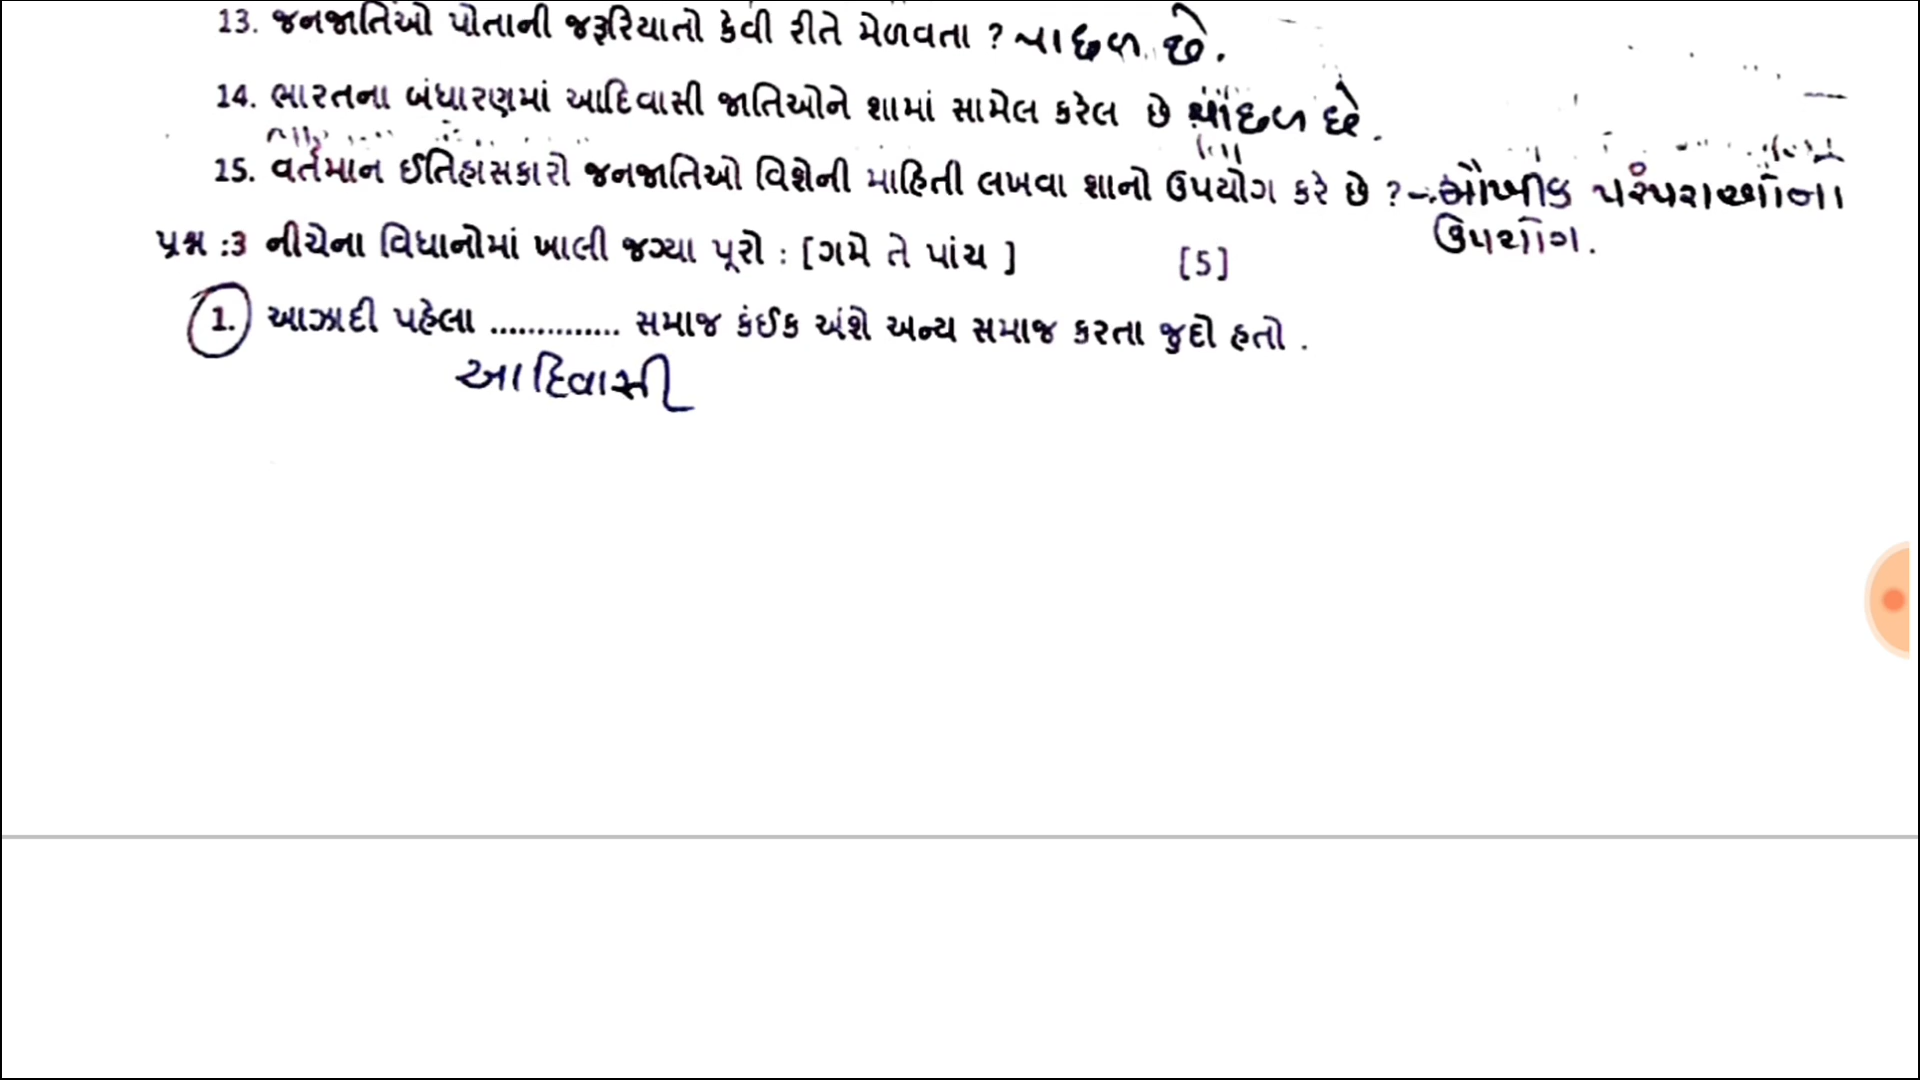 13. જનજાતિઓ પોતાની જરૂરિયાતો કેવી રીતે મેળવતા ? પાછળ છે.
14. ભારતના બંધારણમાં આદિવાસી જાતિઓને શામાં સામેલ કરેલ છે પાછળ છે.
15. વર્તમાન ઈતિહાસકારો જનજાતિઓ વિશેની માહિતી લખવા શાનો ઉપયોગ કરે છે ? - મૌખીક પરંપરાઓના
ઉપયોગ.
પ્રશ્ન :3 નીચેના વિધાનોમાં ખાલી જગ્યા પૂરો : [ગમે તે પાંચ ] [5]
1. આઝાદી પહેલા .............. સમાજ કંઈક અંશે અન્ય સમાજ કરતા જુદો હતો .
આદિવાસી